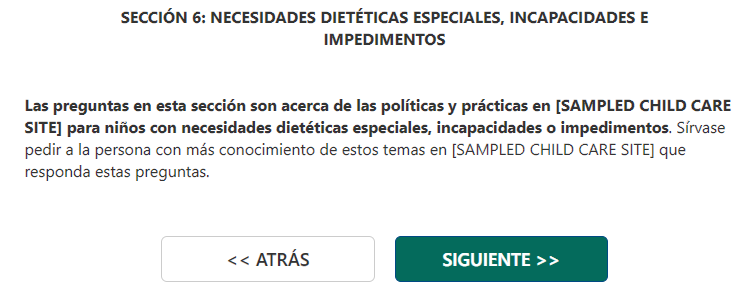 SECCIÓN 6: NECESIDADES DIETÉTICAS ESPECIALES, INCAPACIDADES E
IMPEDIMENTOS
Las preguntas en esta sección son acerca de las políticas y prácticas en [SAMPLED CHILD CARE
SITE] para niños con necesidades dietéticas especiales, incapacidades o impedimentos. Sírvase
pedir a la persona con más conocimiento de estos temas en [SAMPLED CHILD CARE SITE] que
responda estas preguntas.
<< ATRÁS
SIGUIENTE >>